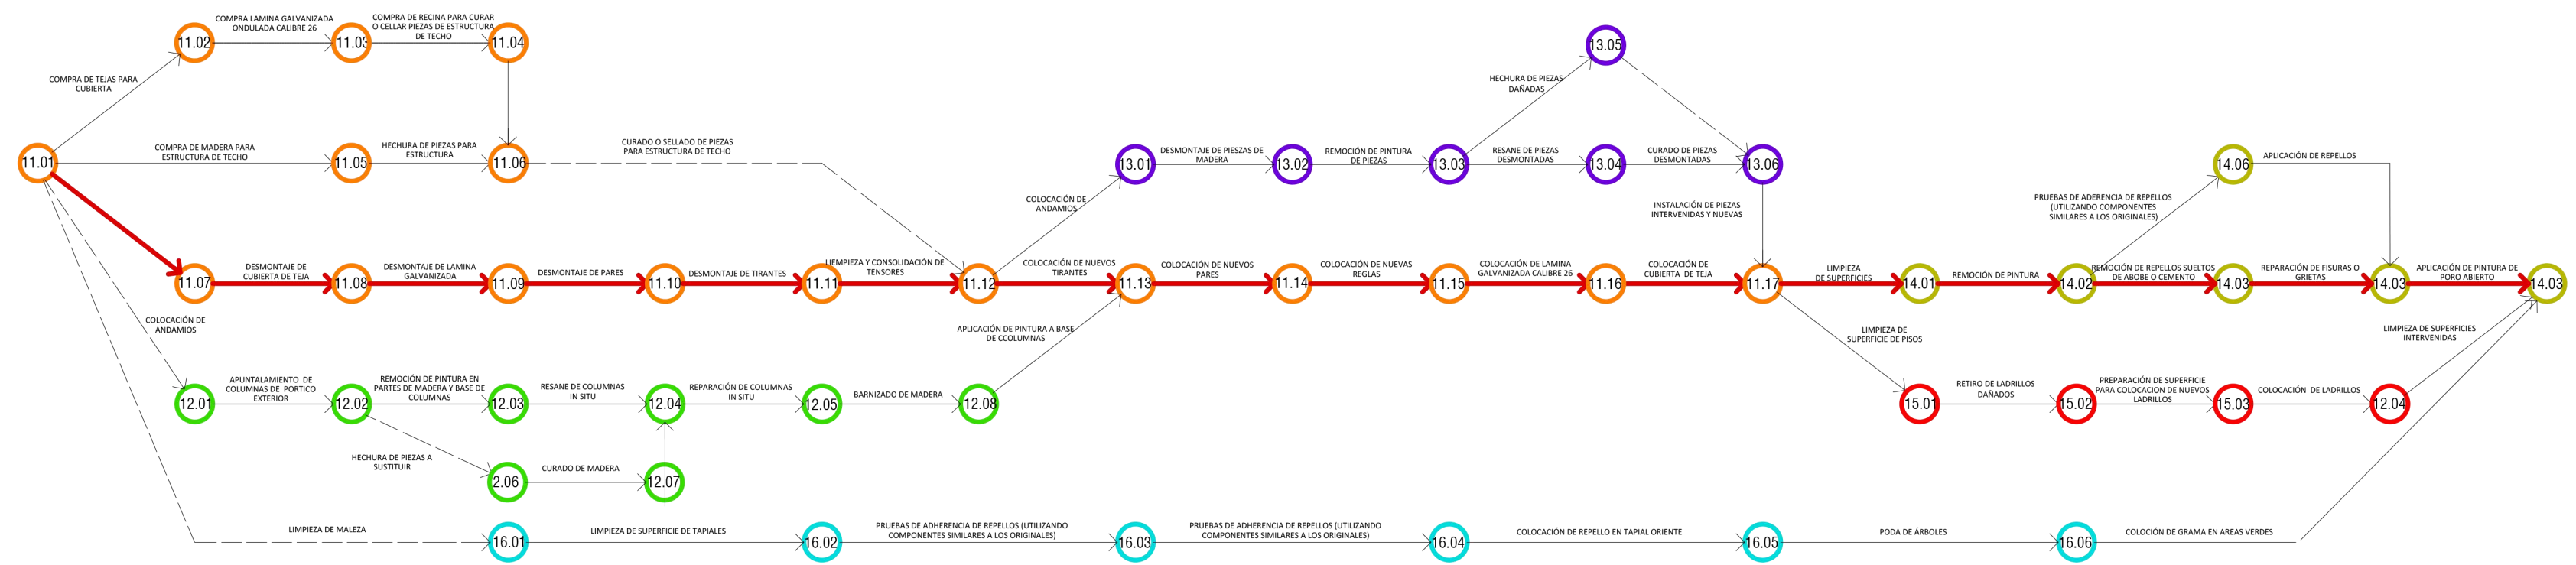 COMPRA LAMINA GALVANIZADA
ONDULADA CALIBRE 26
COMPRA DE RECINA PARA CURAR
O CELLAR PIEZAS DE ESTRUCTURA
DE TECHO
11.02
11.03
11.04
13.05
COMPRA DE TEJAS PARA
CUBIERTA
HECHURA DE PIEZAS
DAÑADAS
11.01
COMPRA DE MADERA PARA
ESTRUCTURA DE TECHO
11.05
HECHURA DE PIEZAS PARA
ESTRUCTURA
11.06
CURADO O SELLADO DE PIEZAS
PARA ESTRUCTURA DE TECHO
13.01
DESMONTAJE DE PIESZAS DE
MADERA
13.02
REMOCIÓN DE PINTURA
DE PIEZAS
13.03
RESANE DE PIEZAS
DESMONTADAS
13.04
CURADO DE PIEZAS
DESMONTADAS
13.06
14.06
APLICACIÓN DE REPELLOS
COLOCACIÓN DE
ANDAMIOS
INSTALACIÓN DE PIEZAS
INTERVENIDAS Y NUEVAS
PRUEBAS DE ADERENCIA DE REPELLOS
(UTILIZANDO COMPONENTES
SIMILARES A LOS ORIGINALES)
11.07
DESMONTAJE DE
CUBIERTA DE TEJA
11.08
DESMONTAJE DE LAMINA
GALVANIZADA
11.09
DESMONTAJE DE PARES
11.10
DESMONTAJE DE TIRANTES
11.11
LIEMPIEZA Y CONSOLIDACIÓN DE
TENSORES
11.12
COLOCACIÓN DE NUEVOS
TIRANTES
11.13
COLOCACIÓN DE NUEVOS
PARES
11.14
COLOCACIÓN DE NUEVAS
REGLAS
11.15
COLOCACIÓN DE LAMINA
GALVANIZADA CALIBRE 26
11.16
COLOCACIÓN DE
CUBIERTA DE TEJA
11.17
LIMPIEZA
DE SUPERFICIES
14.01
REMOCIÓN DE PINTURA
14.02
REMOCIÓN DE REPELLOS SUELTOS
DE ABOBE O CEMENTO
14.03
REPARACIÓN DE FISURAS O
GRIETAS
14.03
APLICACIÓN DE PINTURA DE
PORO ABIERTO
14.03
COLOCACIÓN DE
ANDAMIOS
APLICACIÓN DE PINTURA A BASE
DE CCOLUMNAS
LIMPIEZA DE
SUPERFICIE DE PISOS
LIMPIEZA DE SUPERFICIES
INTERVENIDAS
12.01
APUNTALAMIENTO DE
COLUMNAS DE PORTICO
EXTERIOR
12.02
REMOCIÓN DE PINTURA EN
PARTES DE MADERA Y BASE DE
COLUMNAS
12.03
RESANE DE COLUMNAS
IN SITU
12.04
REPARACIÓN DE COLUMNAS
IN SITU
12.05
BARNIZADO DE MADERA
12.08
15.01
RETIRO DE LADRILLOS
DAÑADOS
15.02
PREPARACIÓN DE SUPERFICIE
PARA COLOCACION DE NUEVOS
LADRILLOS
15.03
COLOCACIÓN DE LADRILLOS
12.04
HECHURA DE PIEZAS A
SUSTITUIR
2.06
CURADO DE MADERA
12.07
LIMPIEZA DE MALEZA
16.01
LIMPIEZA DE SUPERFICIE DE TAPIALES
16.02
PRUEBAS DE ADHERENCIA DE REPELLOS (UTILIZANDO
COMPONENTES SIMILARES A LOS ORIGINALES)
16.03
PRUEBAS DE ADHERENCIA DE REPELLOS (UTILIZANDO
COMPONENTES SIMILARES A LOS ORIGINALES)
16.04
COLOCACIÓN DE REPELLO EN TAPIAL ORIENTE
16.05
PODA DE ÁRBOLES
16.06
COLOCIÓN DE GRAMA EN AREAS VERDES